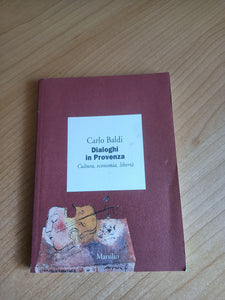 Carlo Baldi
Dialoghi
in Provenza
Cultura, economia, libertà
Marsilio